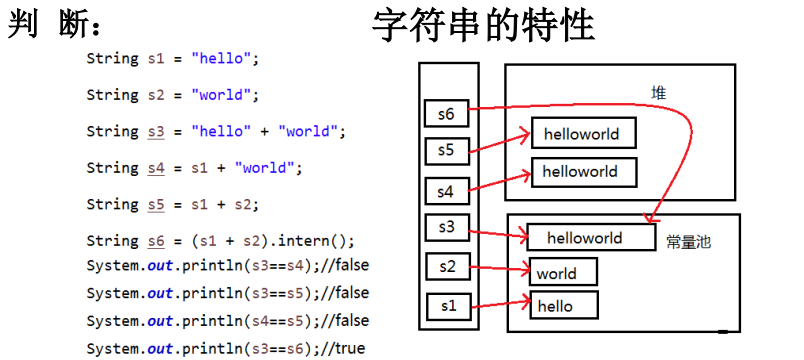 判 断:
字符串的特性
String s1 = "hello";
String s2 = "world";
String s3 = "hello" + "world";
String s4 = s1 + "world";
String s5 = s1 + s2;
String s6 = (s1 + s2).intern();
System.out.println(s3==s4);//false
System.out.println(s3==s5);//false
System.out.println(s4==s5);//false
System.out.println(s3==s6);//true
堆
s6
helloworld
s5
helloworld
s4
s3
helloworld
常量池
s2
world
s1
hello